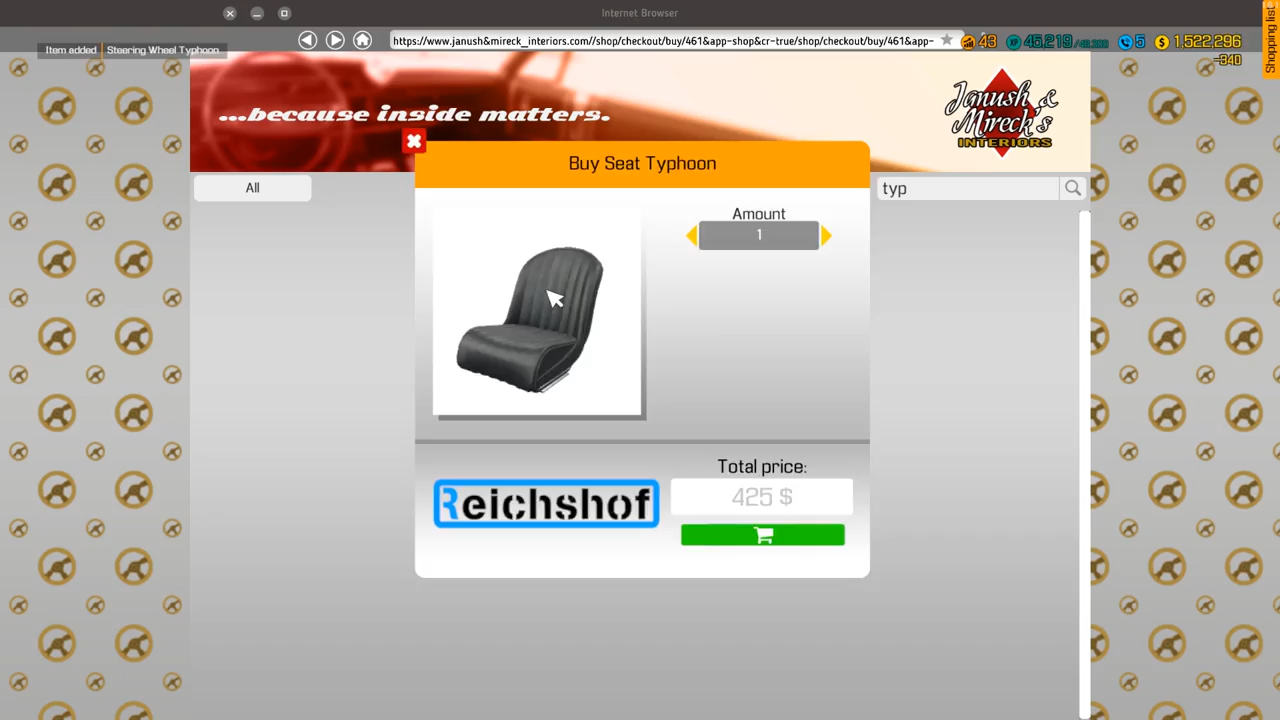 Internet Browser
https://www.janush&mireck_interiors.com//shop/checkout/buy/461&app-shop&cr-true/shop/checkout/buy/461&app-
43
45,219
5
1,522,296
-340
Shopping list
Item added
Steering Wheel Typhoon
...because inside matters.
Janush &
Mireck's
INTERIORS
All
typ
Buy Seat Typhoon
Amount
1
Total price:
425 $
Reichshof